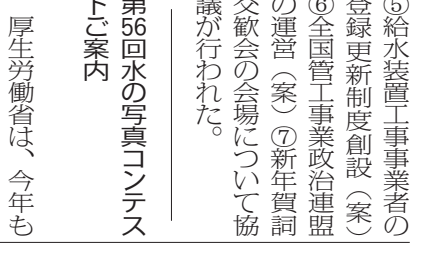 ⑤給水装置工事事業者の
登録更新制度創設（案）
⑥全国管工事業政治連盟
の運営（案）⑦新年賀詞
交歓会の会場について協
議が行われた。
第56回水の写真コンテス
トご案内
厚生労働省は、今年も